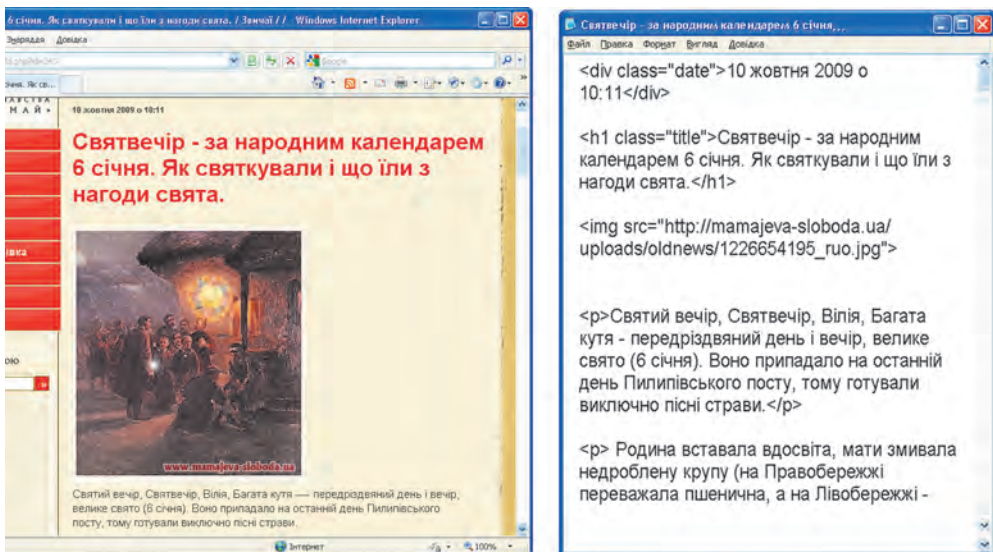 6 січня. Як святкували і що їли з нагоди свята. / Звичаї / / Windows Internet Explorer
Знаряддя Довідка
Google
ічня. Як св...
М А Й
10 жовтня 2009 о 10:11
Святвечір - за народним календарем
6 січня. Як святкували і що їли з
нагоди свята.
івка
ою
www.mamajeva-sloboda.ua
Святий вечір, Святвечір, Вілія, Багата кутя — передріздвяний день і вечір,
велике свято (6 січня). Воно припадало на останній день Пилипівського
посту, тому готували виключно пісні страви.
Інтернет
100%
Святвечір - за народним календарем 6 січня,...
Файл Правка Формат Вигляд Довідка
<div class="date">10 жовтня 2009 о
10:11</div>
<h1 class="title">Святвечір - за народним
календарем 6 січня. Як святкували і що їли з
нагоди свята.</h1>
<img src="http://mamajeva-sloboda.ua/
uploads/oldnews/1226654195_ruo.jpg">
<p>Святий вечір, Святвечір, Вілія, Багата
кутя - передріздвяний день і вечір, велике
свято (6 січня). Воно припадало на останній
день Пилипівського посту, тому готували
виключно пісні страви.</p>
<p> Родина вставала вдосвіта, мати змивала
недроблену крупу (на Правобережжі
переважала пшенична, а на Лівобережжі -